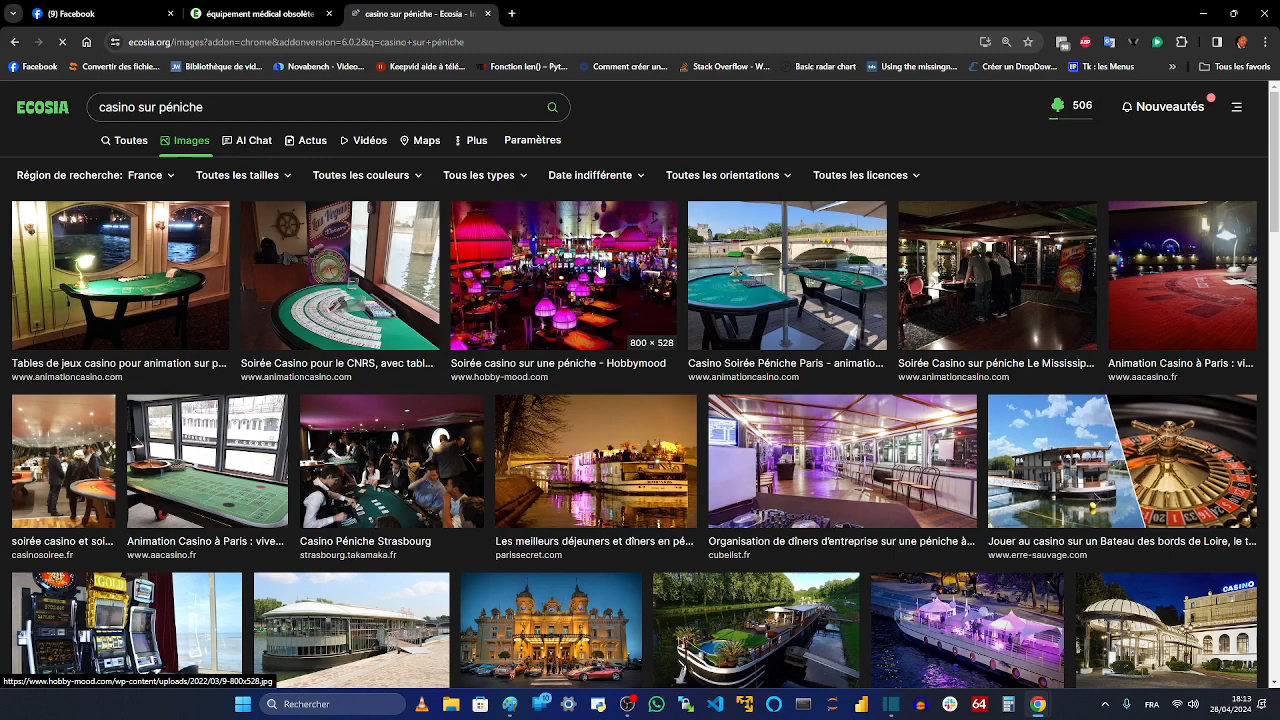 (9) Facebook
équipement médical obsolète
casino sur péniche - Ecosia - Im
ecosia.org/images?addon=chrome&addonversion=6.0.2&q=casino+sur+péniche
Facebook
Convertir des fichie...
Bibliothèque de vid...
Novabench - Video...
Keepvid aide à télé...
Fonction len() – Pyt...
Comment créer un...
Stack Overflow - W...
Basic radar chart
Using the missingn...
Créer un DropDow...
Tk : les Menus
»
Tous les favoris
ECOSIA
casino sur péniche
506
Nouveautés
Toutes
Images
AI Chat
Actus
Vidéos
Maps
Plus
Paramètres
Région de recherche: France
Toutes les tailles
Toutes les couleurs
Tous les types
Date indifférente
Toutes les orientations
Toutes les licences
Las Vegas
800 × 528
Tables de jeux casino pour animation sur p...
www.animationcasino.com
Soirée Casino pour le CNRS, avec tabl...
www.animationcasino.com
Soirée casino sur une péniche - Hobbymood
www.hobby-mood.com
Casino Soirée Péniche Paris - animatio...
www.animationcasino.com
Soirée Casino sur péniche Le Mississip...
www.animationcasino.com
Animation Casino à Paris : vi...
www.aacasino.fr
soirée casino et soi...
casinosoiree.fr
Animation Casino à Paris : vive...
www.aacasino.fr
Casino Péniche Strasbourg
strasbourg.takamaka.fr
Les meilleurs déjeuners et dîners en pé...
parissecret.com
Organisation de dîners d'entreprise sur une péniche à...
cubelist.fr
Jouer au casino sur un Bateau des bords de Loire, le t...
www.erre-sauvage.com
GOLD
CASINO
https://www.hobby-mood.com/wp-content/uploads/2022/03/9-800x528.jpg
Rechercher
10
64
FRA
18:13
28/04/2024